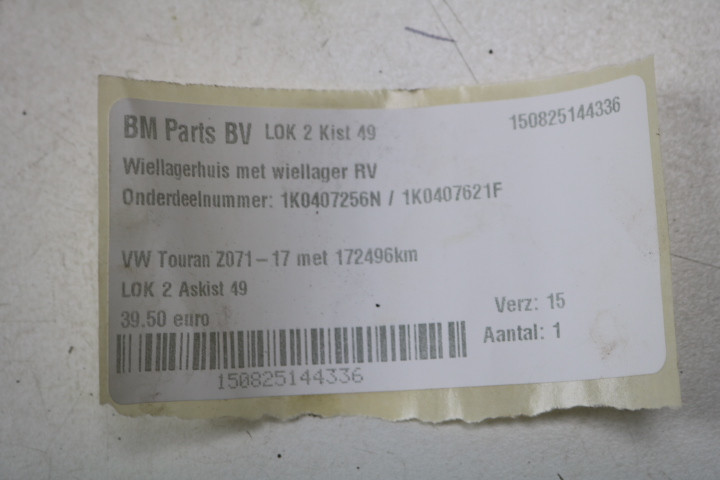 BM Parts BV LOK 2 Kist 49 150825144336
Wiellagerhuis met wiellager RV
Onderdeelnummer: 1K0407256N / 1K0407621F
VW Touran Z071-17 met 172496km
LOK 2 Askist 49
Verz: 15
39.50 euro
Aantal: 1
150825144336